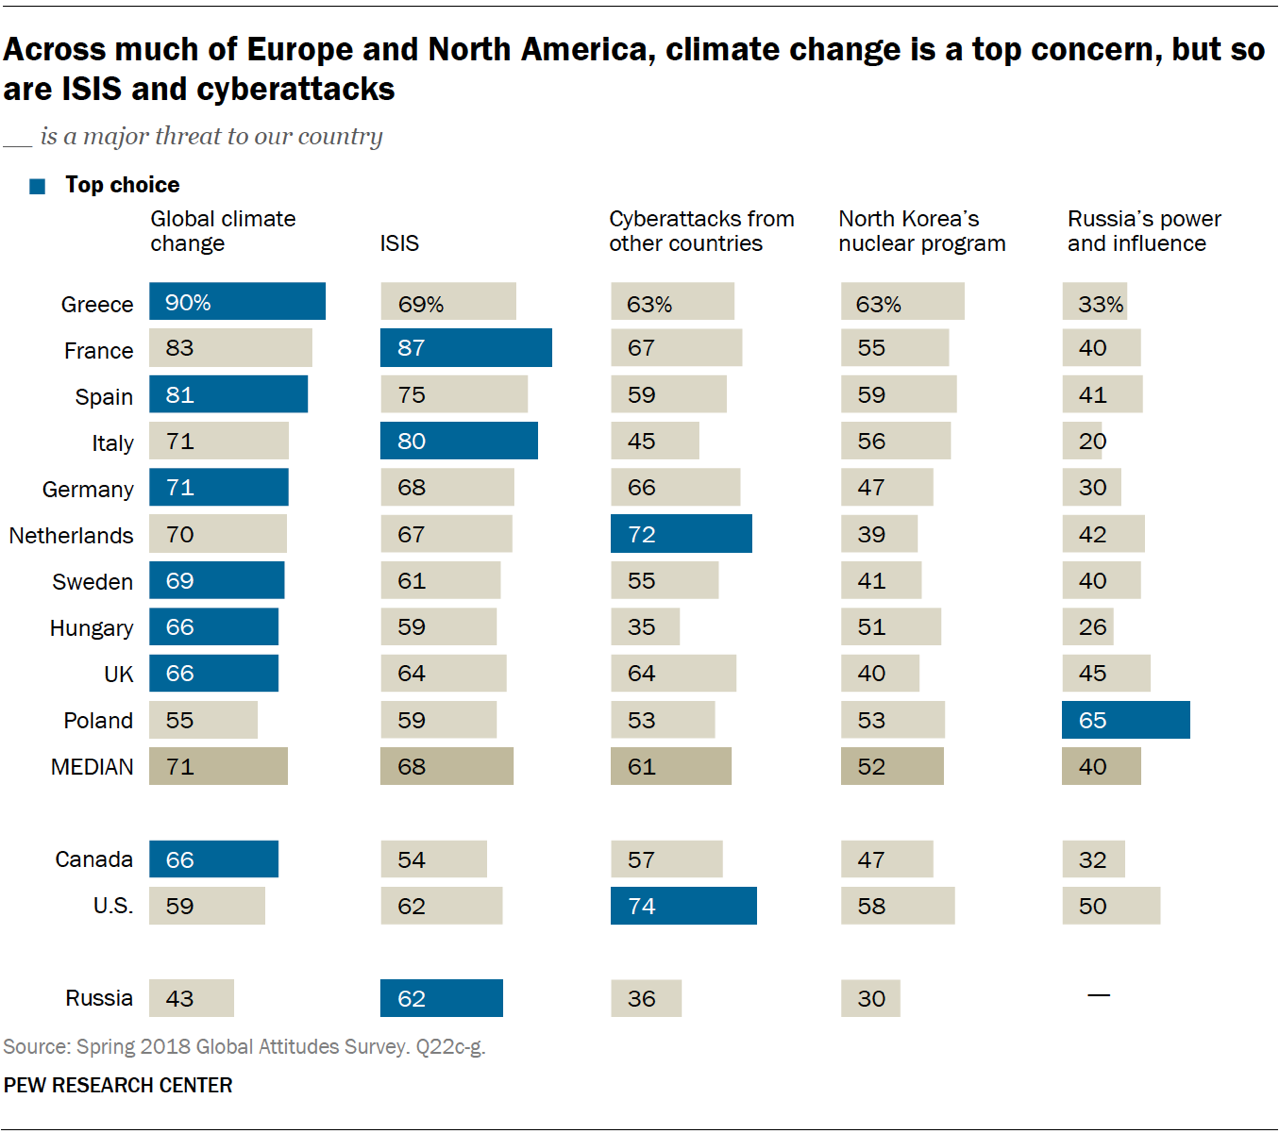 Across much of Europe and North America, climate change is a top concern, but so
are ISIS and cyberattacks
__ is a major threat to our country
Top choice
Global climate change ISIS Cyberattacks from other countries North Korea's nuclear program Russia's power and influence
Greece 90% 69% 63% 63% 33%
France 83 87 67 55 40
Spain 81 75 59 59 41
Italy 71 80 45 56 20
Germany 71 68 66 47 30
Netherlands 70 67 72 39 42
Sweden 69 61 55 41 40
Hungary 66 59 35 51 26
UK 66 64 64 40 45
Poland 55 59 53 53 65
MEDIAN 71 68 61 52 40
Canada 66 54 57 47 32
U.S. 59 62 74 58 50
Russia 43 62 36 30 —
Source: Spring 2018 Global Attitudes Survey. Q22c-g.
PEW RESEARCH CENTER